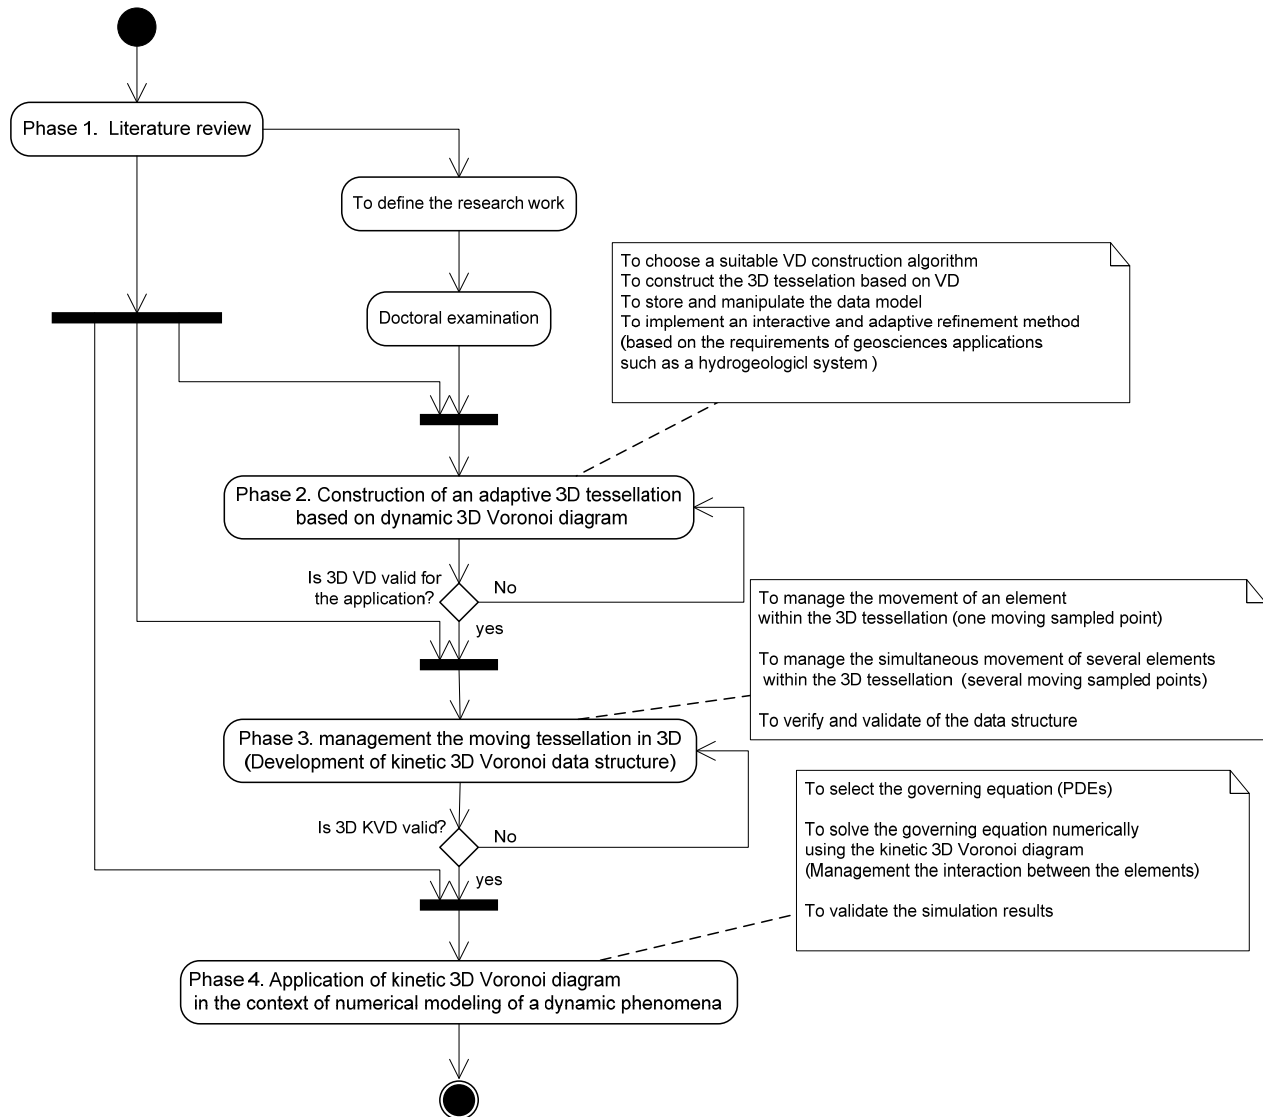 Phase 1.  Literature review
To define the research work
Doctoral examination
To choose a suitable VD construction algorithm
To construct the 3D tesselation based on VD
To store and manipulate the data model
To implement an interactive and adaptive refinement method
(based on the requirements of geosciences applications
such as a hydrogeologicl system )
Phase 2. Construction of an adaptive 3D tessellation
based on dynamic 3D Voronoi diagram
Is 3D VD valid for
the application?
No
yes
To manage the movement of an element
within the 3D tessellation (one moving sampled point)
To manage the simultaneous movement of several elements
within the 3D tessellation  (several moving sampled points)
To verify and validate of the data structure
Phase 3. management the moving tessellation in 3D
(Development of kinetic 3D Voronoi data structure)
Is 3D KVD valid?
No
yes
To select the governing equation (PDEs)
To solve the governing equation numerically
using the kinetic 3D Voronoi diagram
(Management the interaction between the elements)
To validate the simulation results
Phase 4. Application of kinetic 3D Voronoi diagram
in the context of numerical modeling of a dynamic phenomena